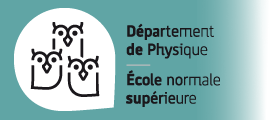 Département
de Physique
École normale
supérieure